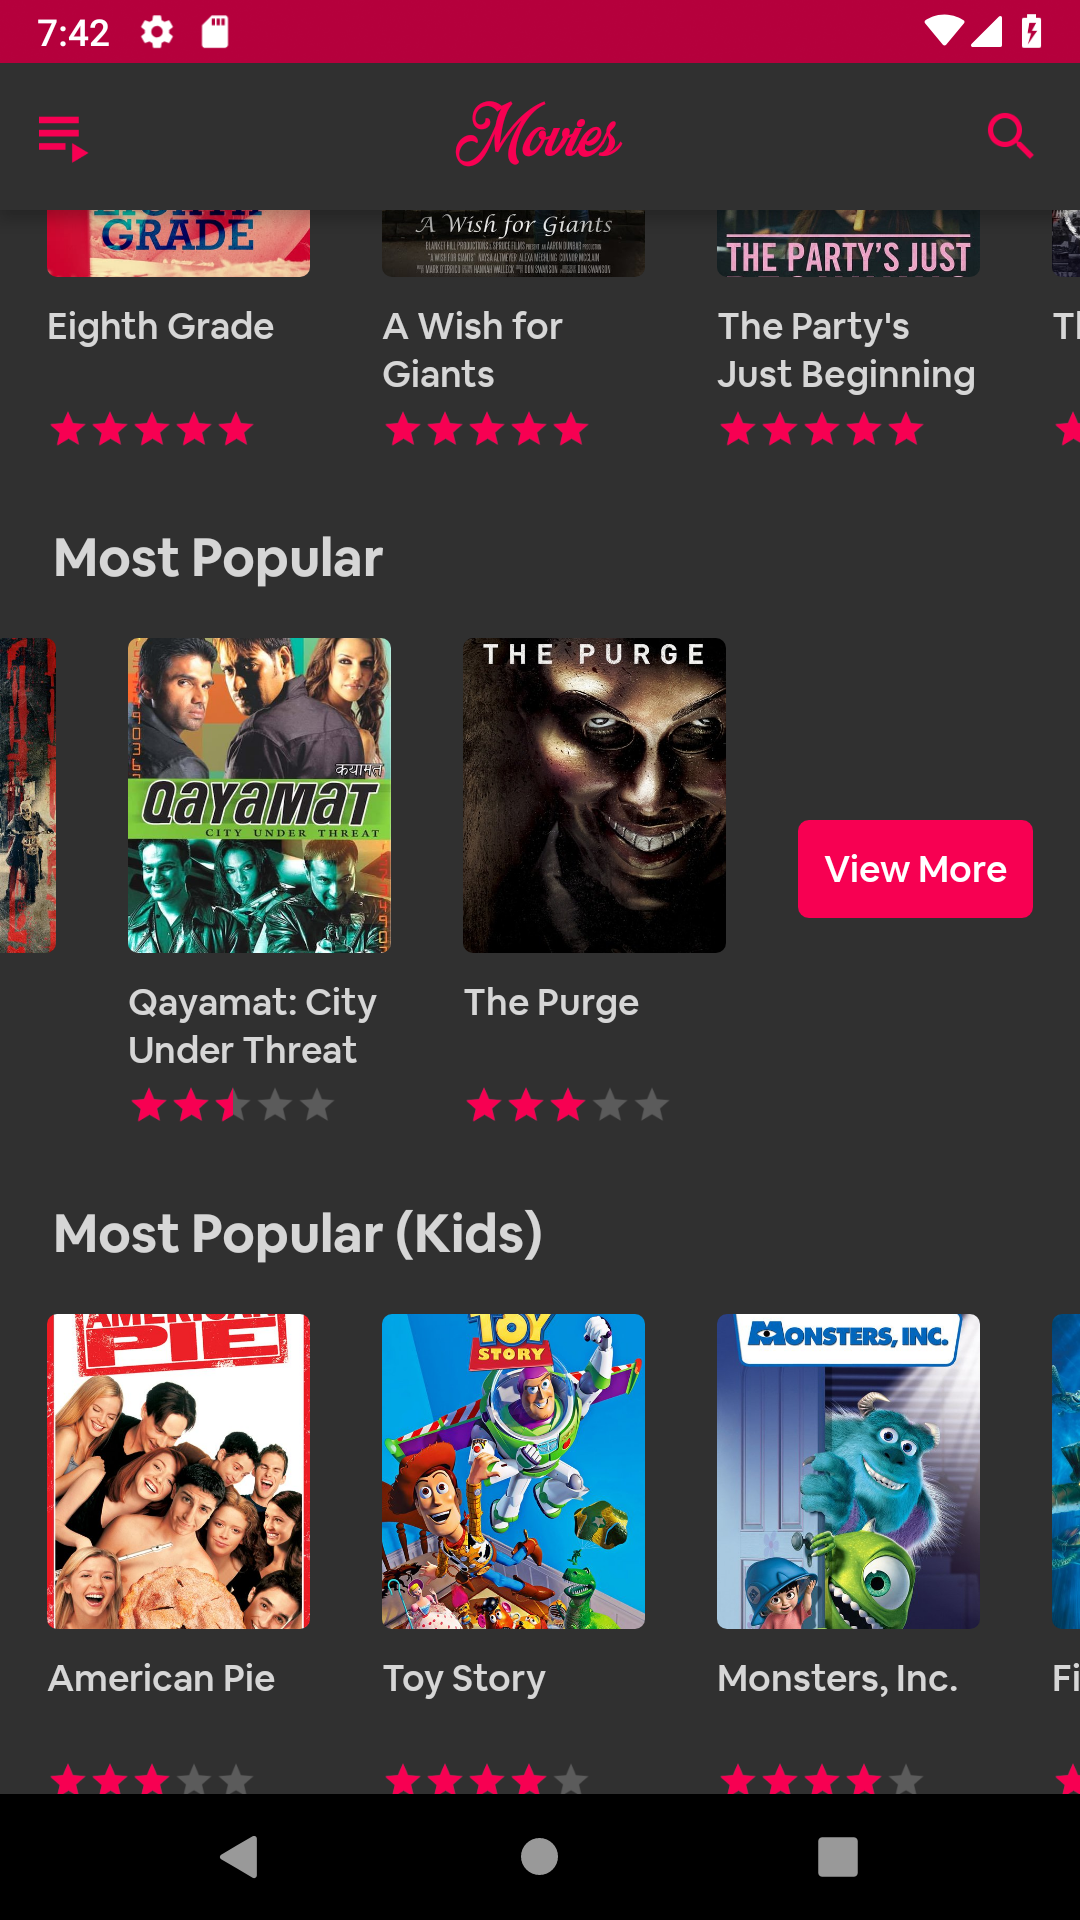 7:42
Movies
EIGHTH
GRADE
A Wish for Giants
THE PARTY'S JUST
Eighth Grade
A Wish for
Giants
The Party's
Just Beginning
Most Popular
कयामत
QAYAMAT
CITY UNDER THREAT
THE PURGE
View More
Qayamat: City
Under Threat
The Purge
Most Popular (Kids)
AMERICAN
PIE
TOY
STORY
MONSTERS, INC.
American Pie
Toy Story
Monsters, Inc.
Fi